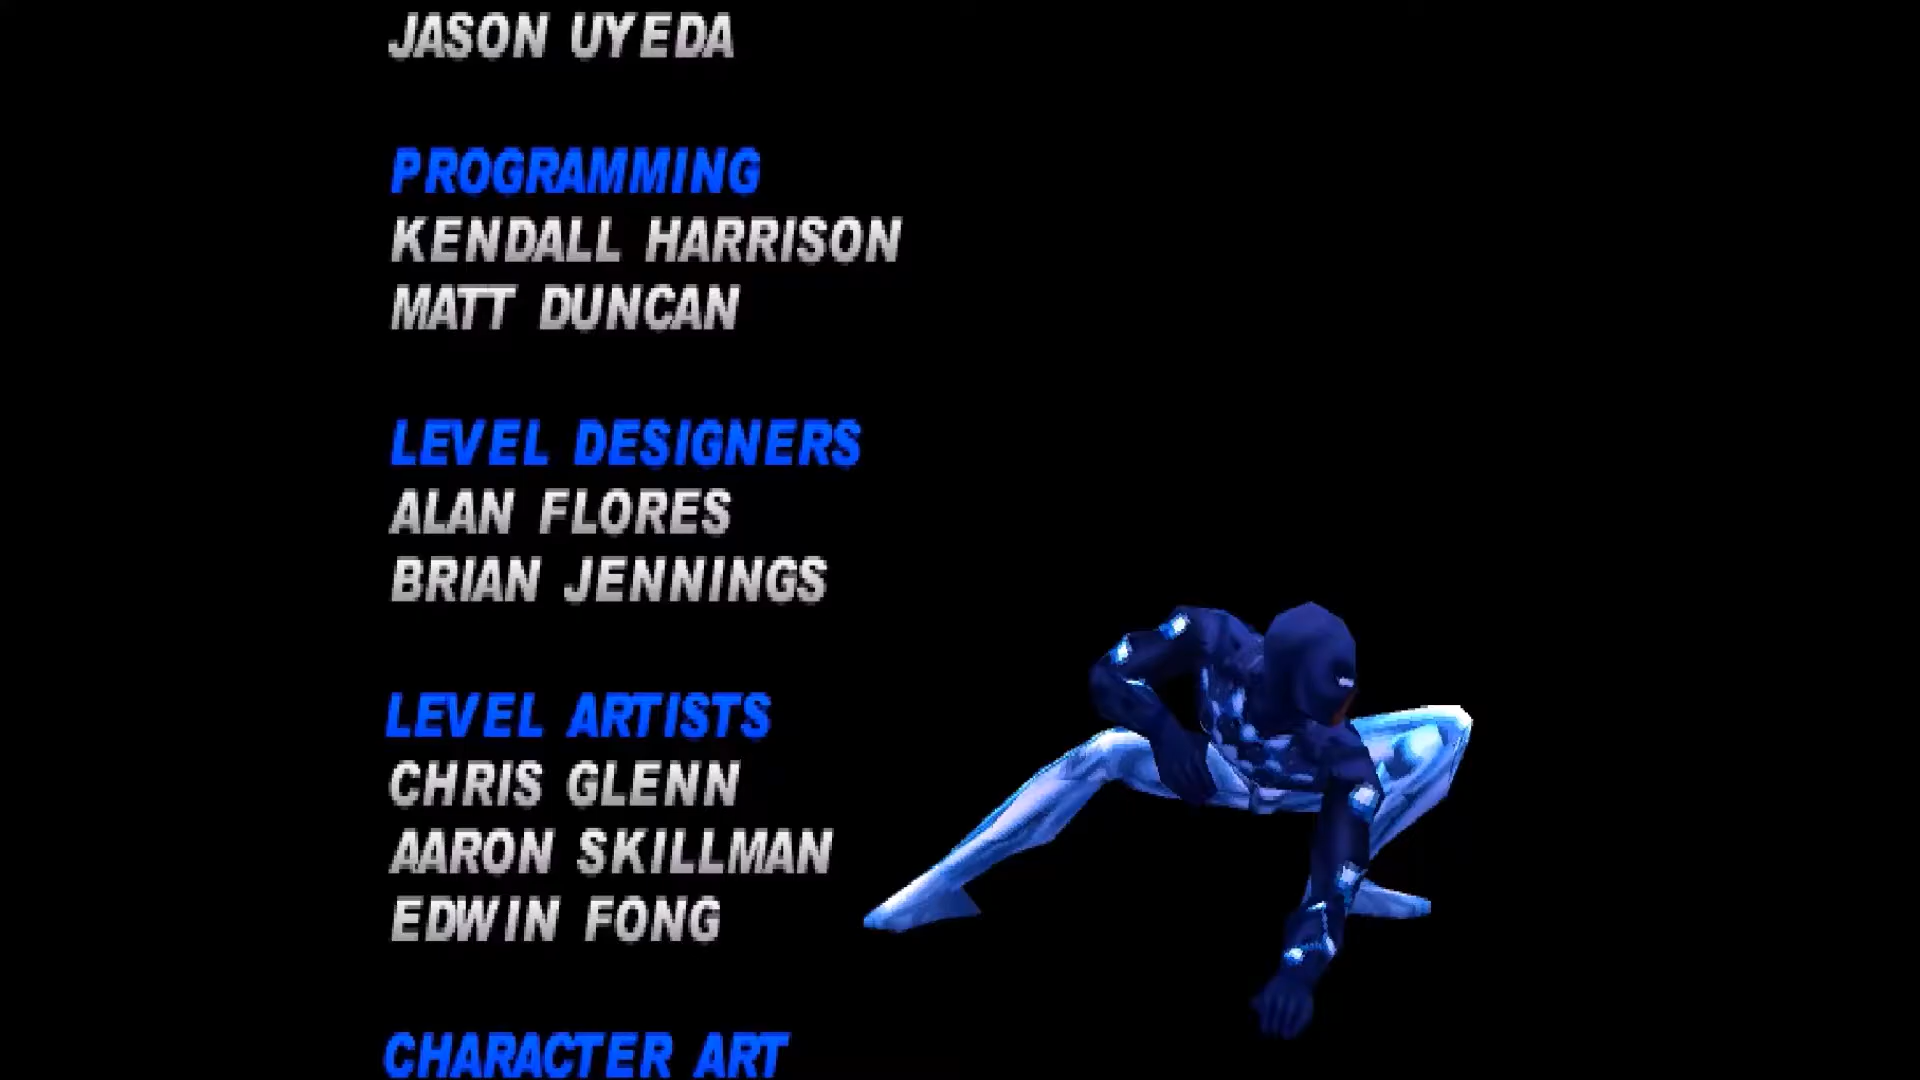 JASON UYEDA
PROGRAMMING
KENDALL HARRISON
MATT DUNCAN
LEVEL DESIGNERS
ALAN FLORES
BRIAN JENNINGS
LEVEL ARTISTS
CHRIS GLENN
AARON SKILLMAN
EDWIN FONG
CHARACTER ART